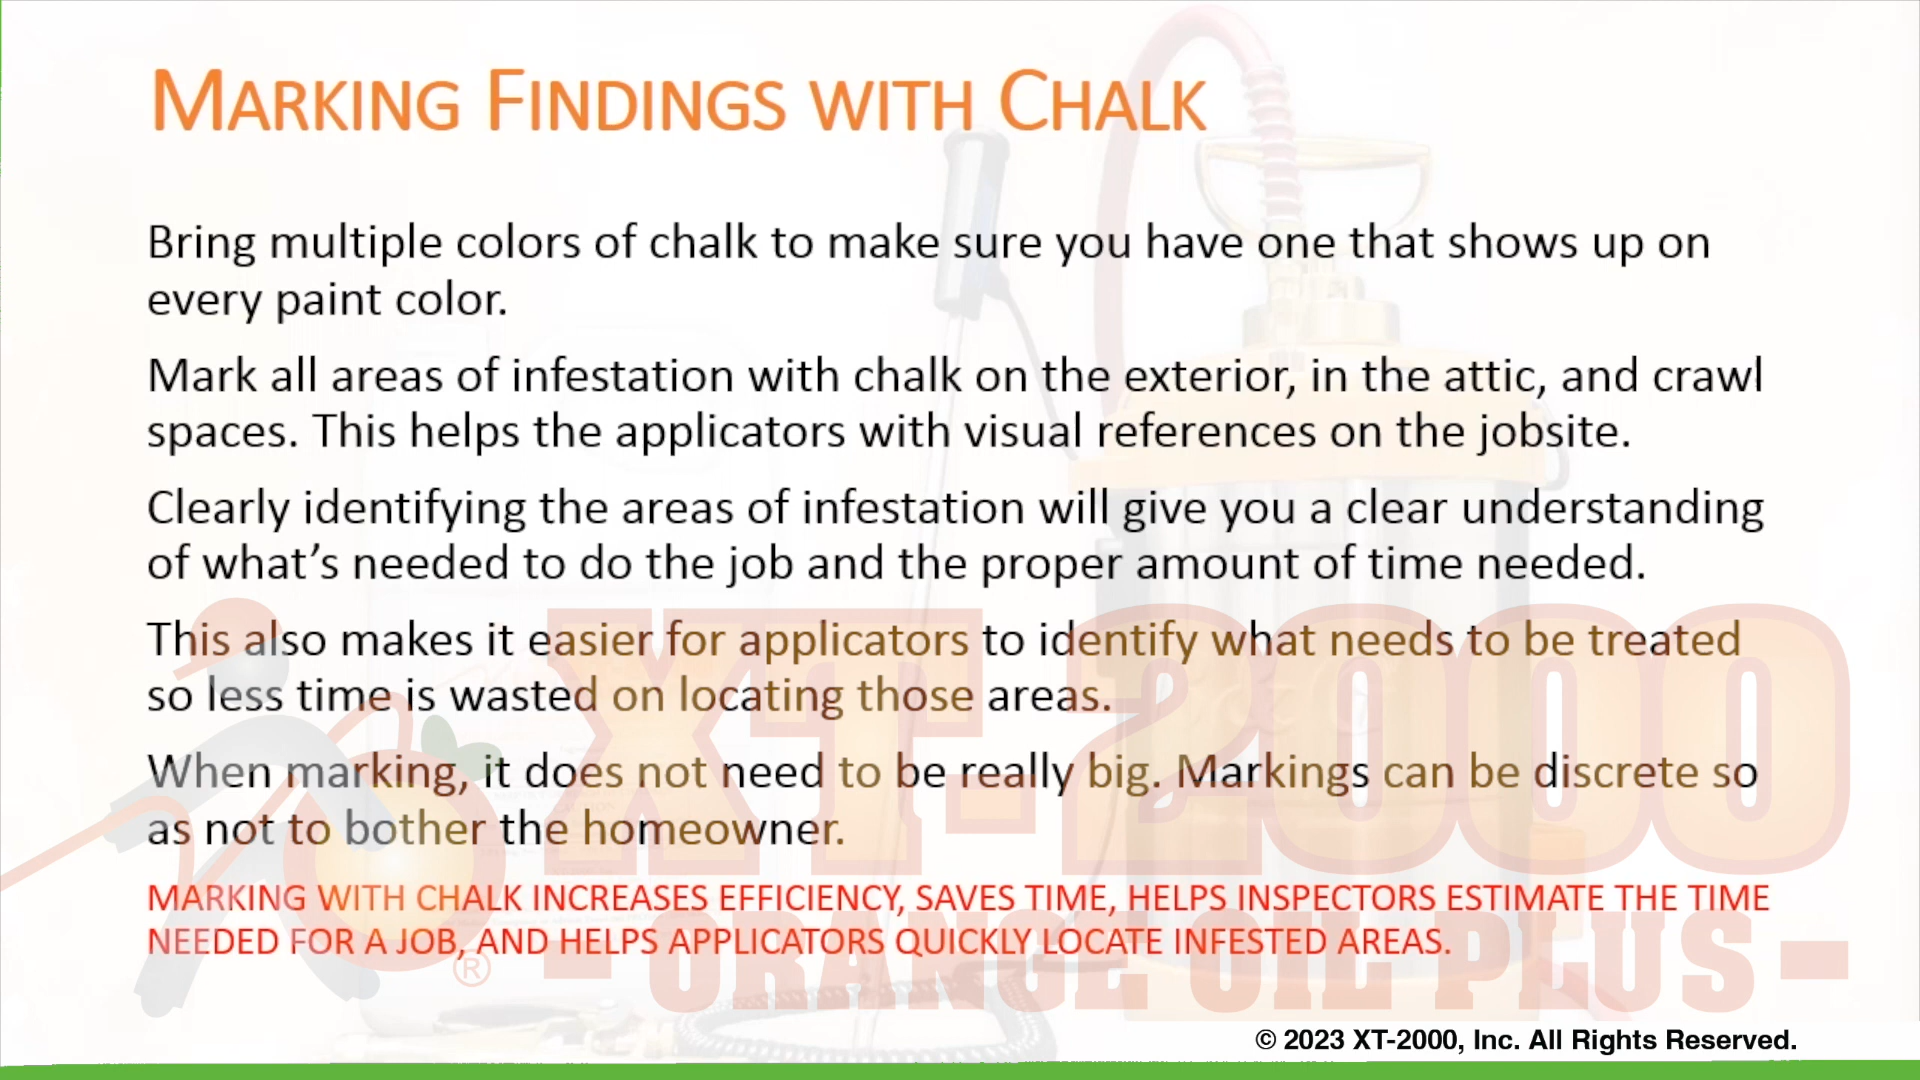 MARKING FINDINGS WITH CHALK
Bring multiple colors of chalk to make sure you have one that shows up on
every paint color.
Mark all areas of infestation with chalk on the exterior, in the attic, and crawl
spaces. This helps the applicators with visual references on the jobsite.
Clearly identifying the areas of infestation will give you a clear understanding
of what’s needed to do the job and the proper amount of time needed.
This also makes it easier for applicators to identify what needs to be treated
so less time is wasted on locating those areas.
When marking, it does not need to be really big. Markings can be discrete so
as not to bother the homeowner.
MARKING WITH CHALK INCREASES EFFICIENCY, SAVES TIME, HELPS INSPECTORS ESTIMATE THE TIME
NEEDED FOR A JOB, AND HELPS APPLICATORS QUICKLY LOCATE INFESTED AREAS.
XT-2000
®
- ORANGE OIL PLUS -
© 2023 XT-2000, Inc. All Rights Reserved.